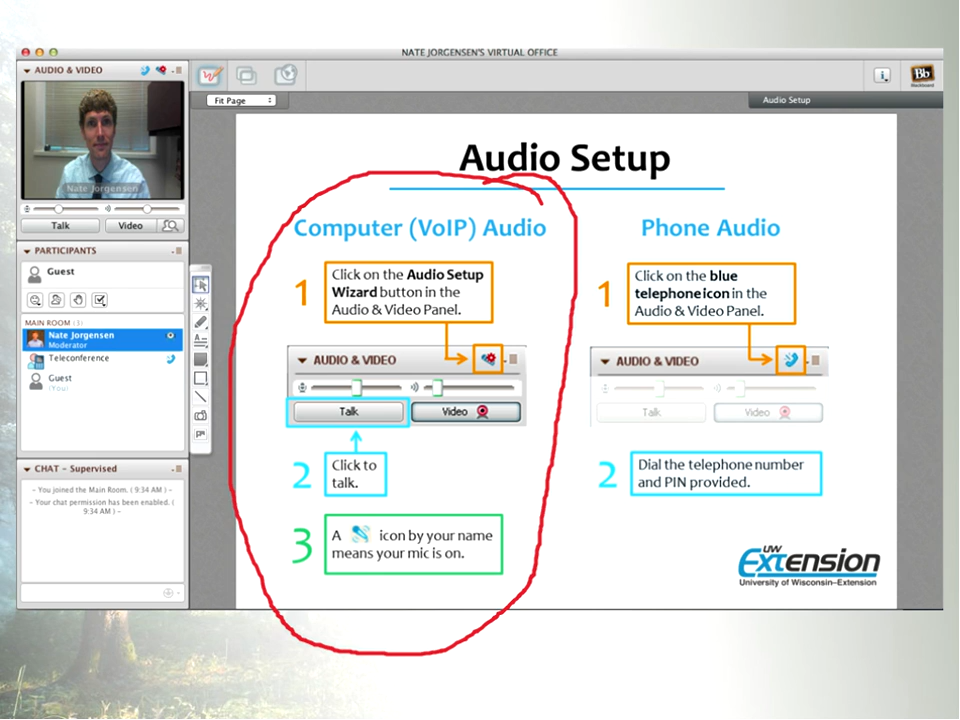 NATE JORGENSEN'S VIRTUAL OFFICE
AUDIO & VIDEO
Nate Jorgensen
Talk
Video
PARTICIPANTS
Guest
MAIN ROOM (3)
Nate Jorgensen
Moderator
Teleconference
Guest
(You)
CHAT – Supervised
– You joined the Main Room. ( 9:34 AM ) –
– Your chat permission has been enabled. (
9:34 AM ) –
Fit Page
i
Bb
Blackboard
Audio Setup
Audio Setup
Computer (VoIP) Audio
1
Click on the Audio Setup
Wizard button in the
Audio & Video Panel.
AUDIO & VIDEO
Talk
Video
2
Click to
talk.
3
A icon by your name
means your mic is on.
Phone Audio
1
Click on the blue
telephone icon in the
Audio & Video Panel.
AUDIO & VIDEO
Talk
Video
2
Dial the telephone number
and PIN provided.
UW
Extension
University of Wisconsin–Extension